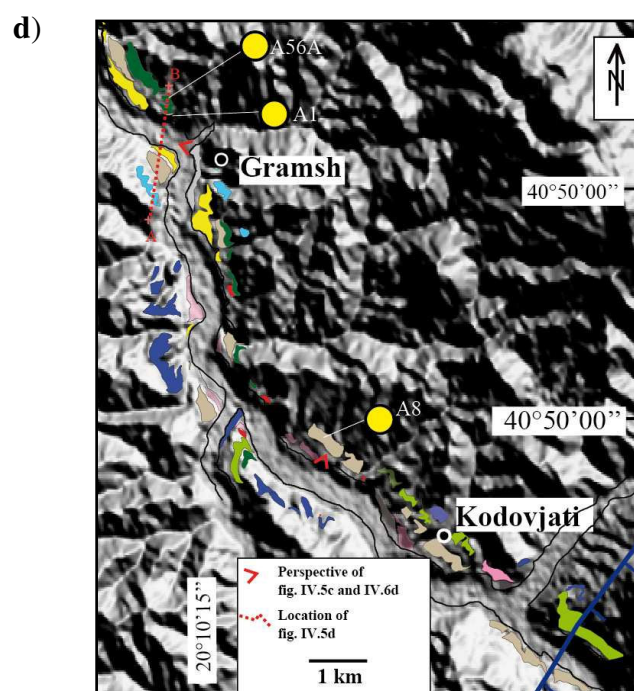 d)
A56A
B
N
A1
Gramsh
40°50’00’’
A
A8
40°50’00’’
Kodovjati
Perspective of
fig. IV.5c and IV.6d
Location of
fig. IV.5d
20°10’15’’
1 km